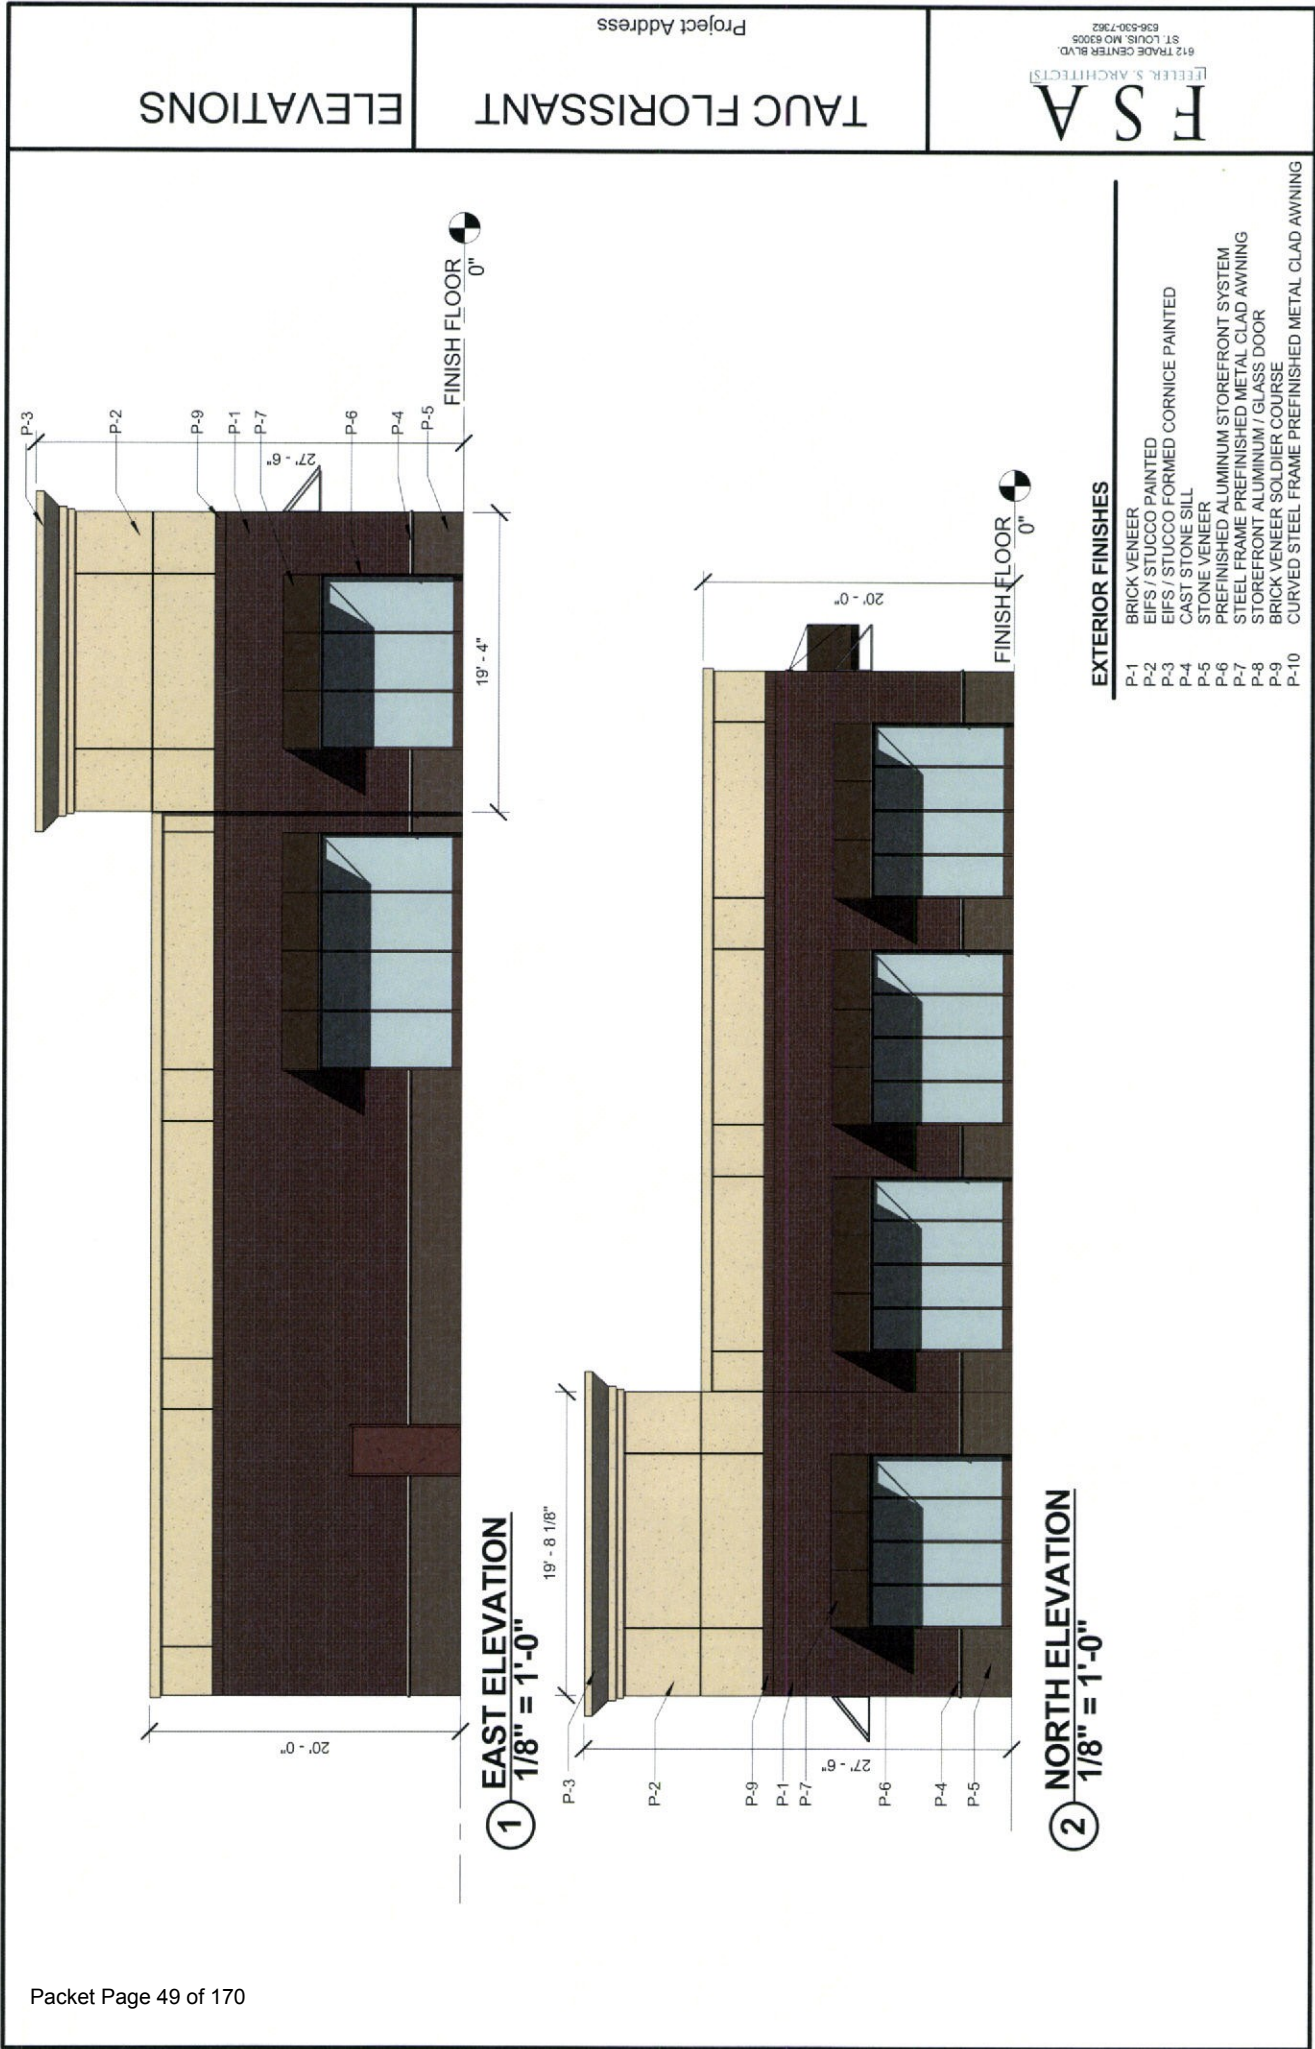 ELEVATIONS
TAUC FLORISSANT
Project Address
F S A
FEELER S. ARCHITECTS
612 TRADE CENTER BLVD.
ST. LOUIS, MO 63005
636-530-7362
P-3
P-2
P-9
P-1
P-7
P-6
P-4
P-5
27' - 6"
FINISH FLOOR
0"
19' - 4"
20' - 0"
1
EAST ELEVATION
1/8" = 1'-0"
19' - 8 1/8"
P-3
P-2
P-9
P-1
P-7
P-6
P-4
P-5
27' - 6"
20' - 0"
FINISH FLOOR
0"
2
NORTH ELEVATION
1/8" = 1'-0"
EXTERIOR FINISHES
P-1 BRICK VENEER
P-2 EIFS / STUCCO PAINTED
P-3 EIFS / STUCCO FORMED CORNICE PAINTED
P-4 CAST STONE SILL
P-5 STONE VENEER
P-6 PREFINISHED ALUMINUM STOREFRONT SYSTEM
P-7 STEEL FRAME PREFINISHED METAL CLAD AWNING
P-8 STOREFRONT ALUMINUM / GLASS DOOR
P-9 BRICK VENEER SOLDIER COURSE
P-10 CURVED STEEL FRAME PREFINISHED METAL CLAD AWNING
Packet Page 49 of 170